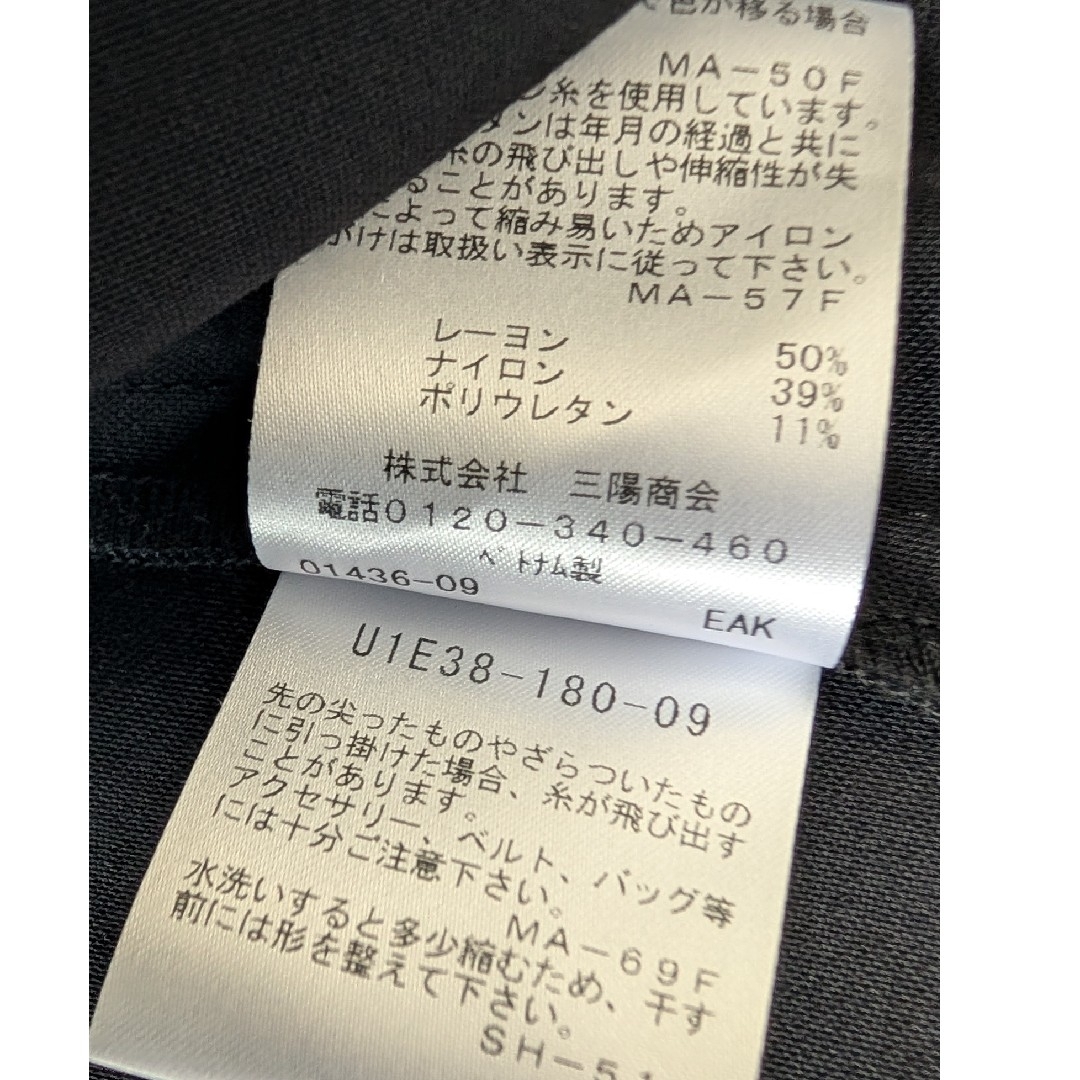 色が移る場合
MA-50F
ン糸を使用しています。
タンは年月の経過と共に
糸の飛び出しや伸縮性が失
ることがあります。
よって縮み易いためアイロン
がけは取扱い表示に従って下さい。
MA-57F
レーヨン 50%
ナイロン 39%
ポリウレタン 11%
株式会社 三陽商会
電話0120-340-460
ベトナム製
01436-09 EAK
U1E38-180-09
先の尖ったものやざらついたもの
に引っ掛けた場合、糸が飛び出す
ことがあります。
アクセサリー、ベルト、バッグ等
には十分ご注意下さい。
MA-69F
水洗いすると多少縮むため、干す
前には形を整えて下さい。
SH-51